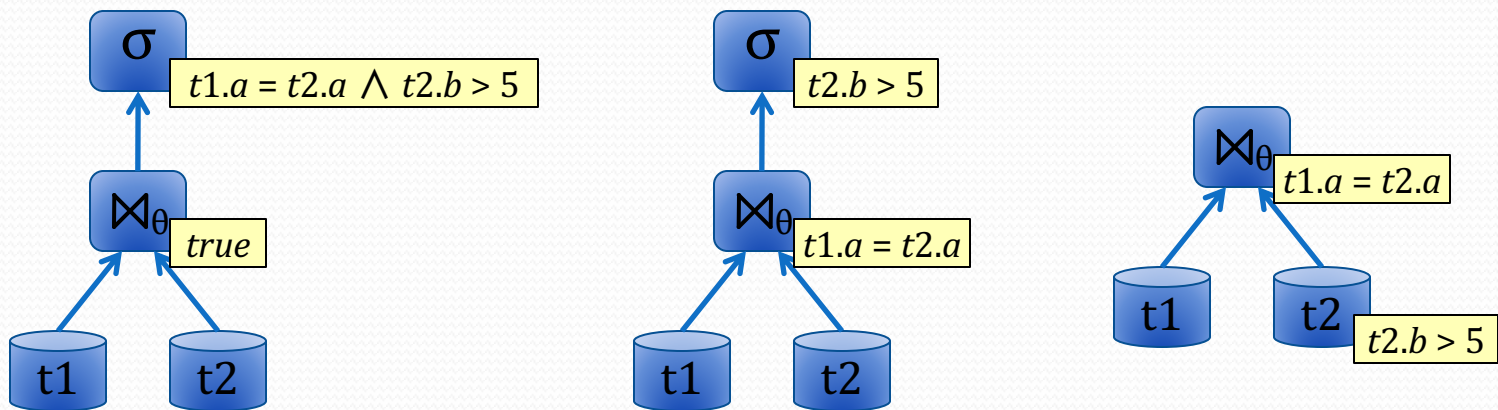 σ
t1.a = t2.a ∧ t2.b > 5
⋈θ
true
t1
t2
σ
t2.b > 5
⋈θ
t1.a = t2.a
t1
t2
⋈θ
t1.a = t2.a
t1
t2
t2.b > 5